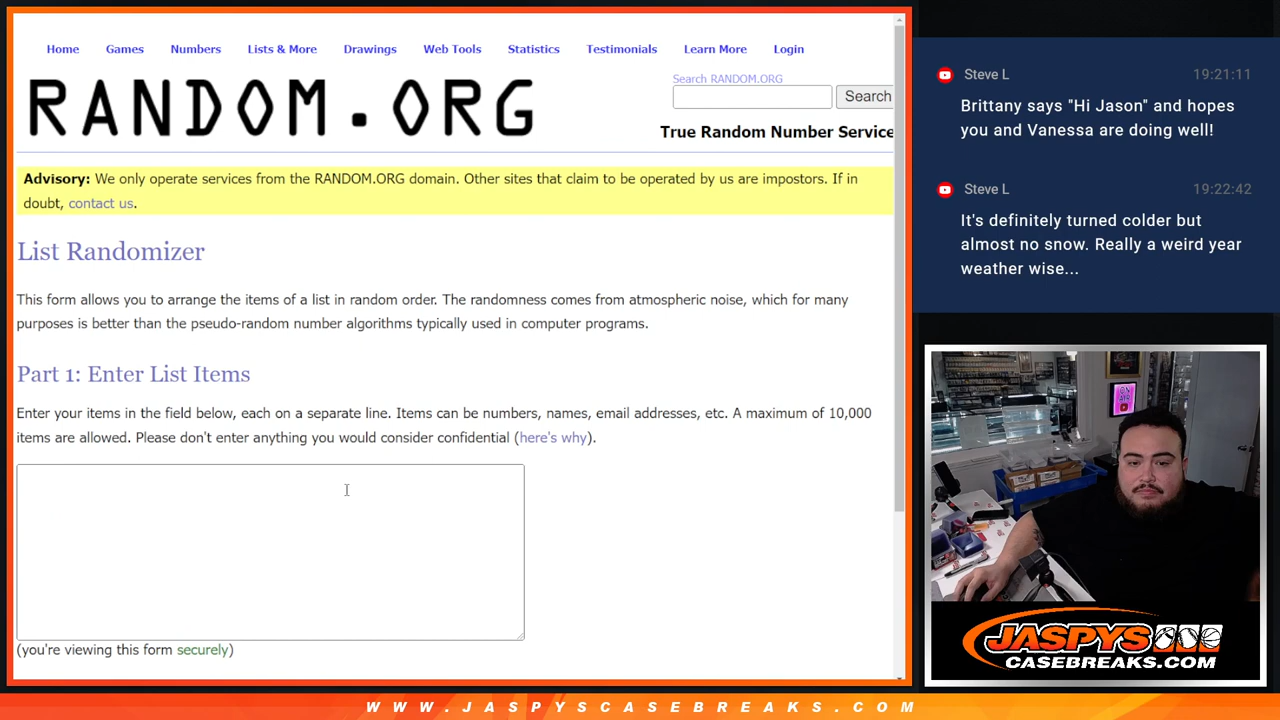 Home Games Numbers Lists & More Drawings Web Tools Statistics Testimonials Learn More Login
RANDOM.ORG
Search RANDOM.ORG
Search
True Random Number Service
Advisory: We only operate services from the RANDOM.ORG domain. Other sites that claim to be operated by us are impostors. If in
doubt, contact us.
List Randomizer
This form allows you to arrange the items of a list in random order. The randomness comes from atmospheric noise, which for many
purposes is better than the pseudo-random number algorithms typically used in computer programs.
Part 1: Enter List Items
Enter your items in the field below, each on a separate line. Items can be numbers, names, email addresses, etc. A maximum of 10,000
items are allowed. Please don't enter anything you would consider confidential (here's why).
(you're viewing this form securely)
Steve L 19:21:11
Brittany says "Hi Jason" and hopes
you and Vanessa are doing well!
Steve L 19:22:42
It's definitely turned colder but
almost no snow. Really a weird year
weather wise...
ON
AIR
JASPYS
CASEBREAKS.COM
WWW.JASPYSCASEBREAKS.COM